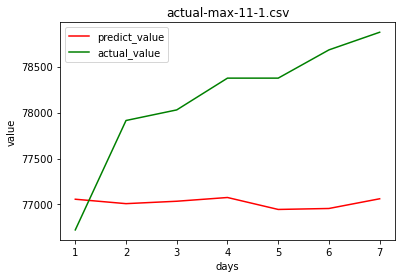 actual-max-11-1.csv
predict_value
actual_value
78500
78000
77500
77000
value
1 2 3 4 5 6 7
days